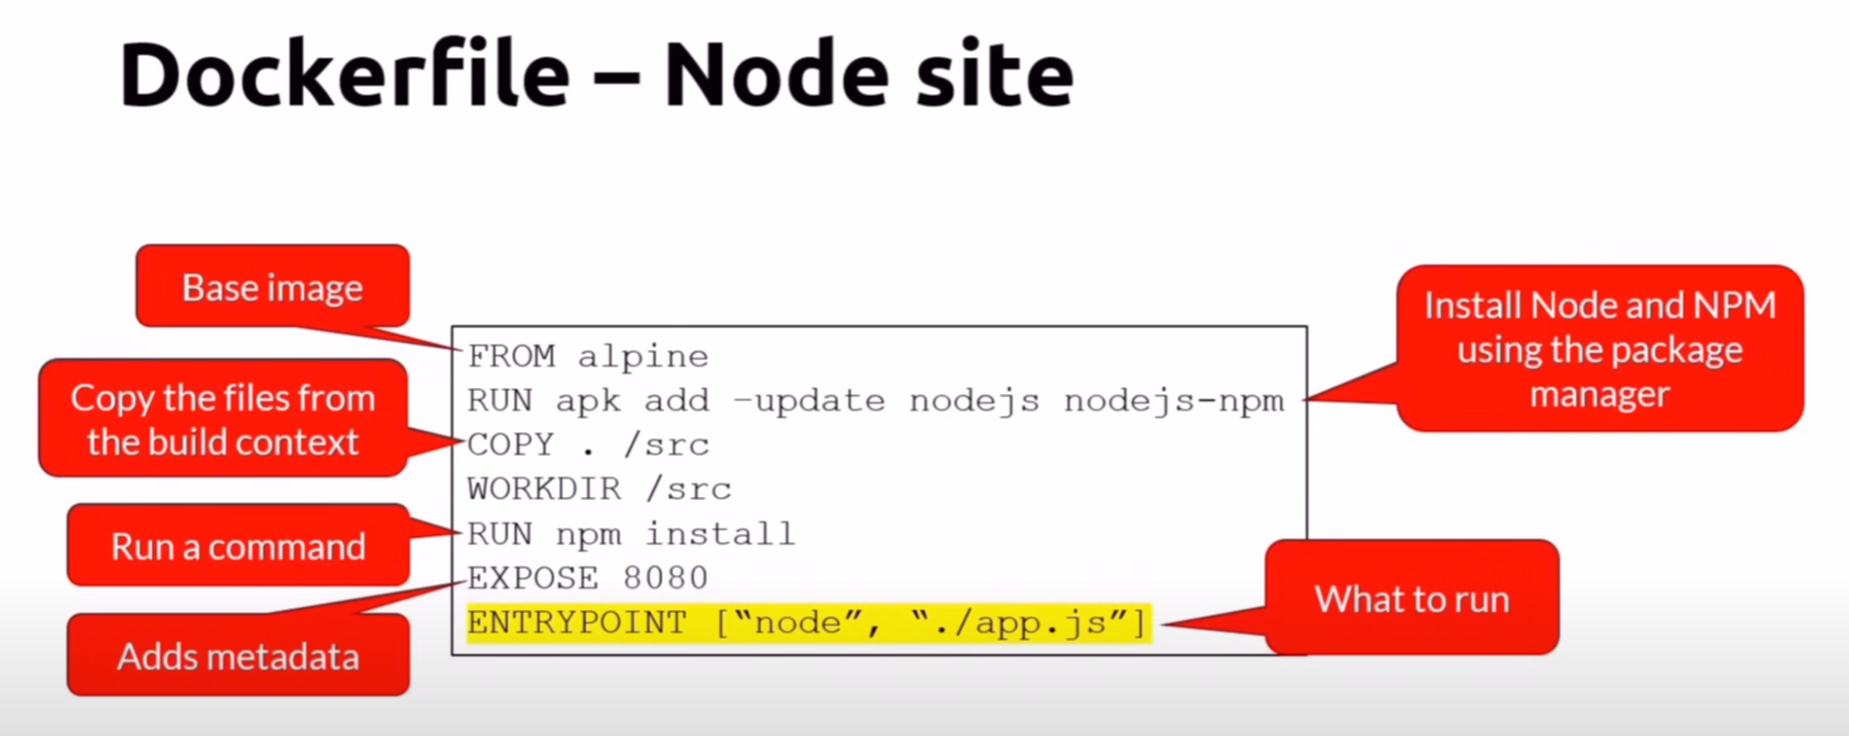 Dockerfile – Node site
Base image
Copy the files from
the build context
Run a command
Adds metadata
FROM alpine
RUN apk add –update nodejs nodejs-npm
COPY . /src
WORKDIR /src
RUN npm install
EXPOSE 8080
ENTRYPOINT [“node”, “./app.js”]
Install Node and NPM
using the package
manager
What to run